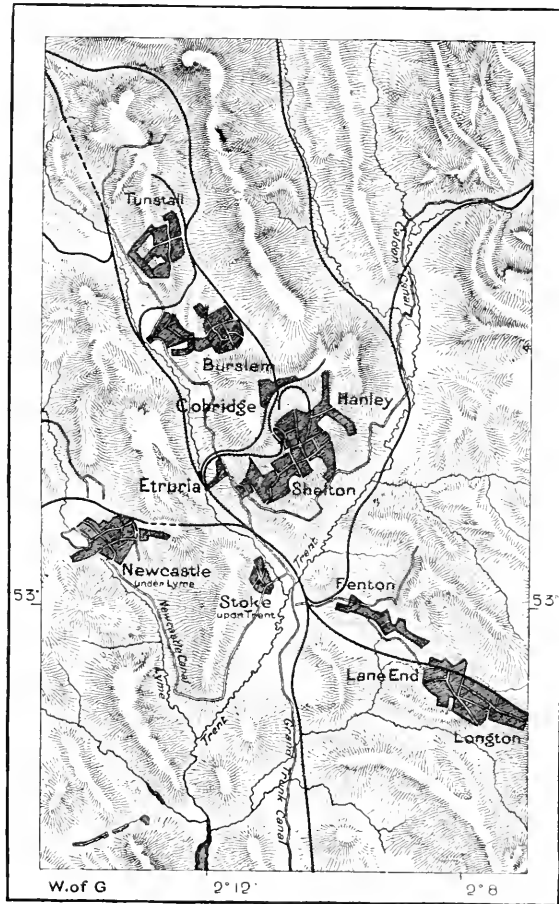 Tunstall
Caldon Canal
Burslem
Cobridge
Hanley
Etruria
Shelton
Newcastle
under Lyme
Trent
Fenton
53°
Stoke
upon Trent
53°
Newcastle Canal
Lyme
Lane End
Trent
Grand Trunk Canal
Longton
W. of G
2°12'
2°8